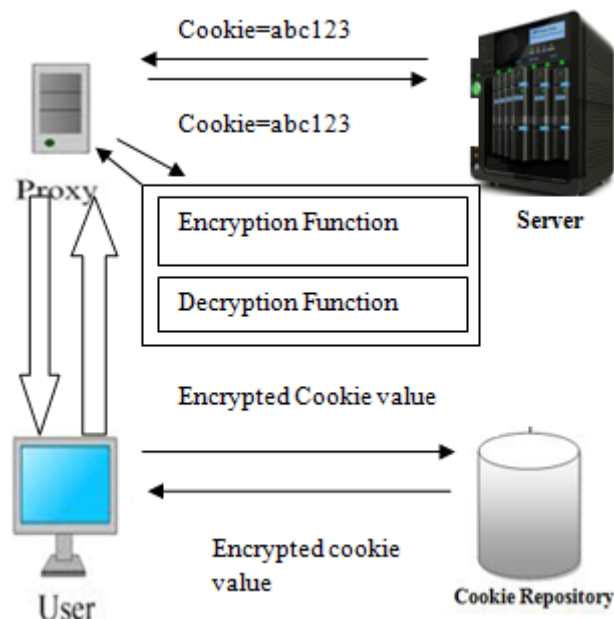 Cookie=abc123
Cookie=abc123
Proxy
Server
Encryption Function
Decryption Function
Encrypted Cookie value
Encrypted cookie
value
User
Cookie Repository